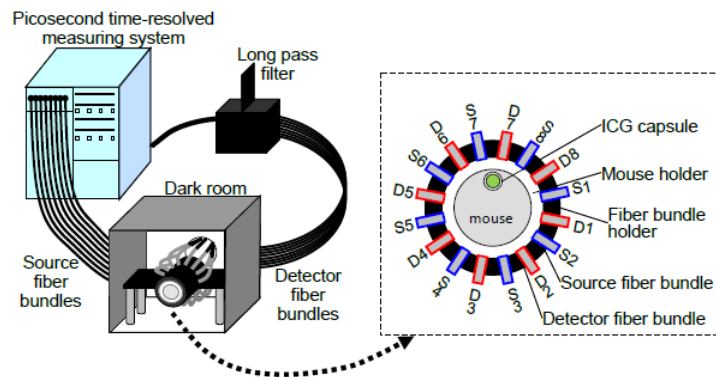 Picosecond time-resolved
measuring system
Long pass
filter
Dark room
Source
fiber
bundles
Detector
fiber
bundles
S7
D7
S8
D8
S1
D1
S2
D2
S3
D3
S4
D4
S5
D5
S6
D6
mouse
ICG capsule
Mouse holder
Fiber bundle
holder
Source fiber bundle
Detector fiber bundle